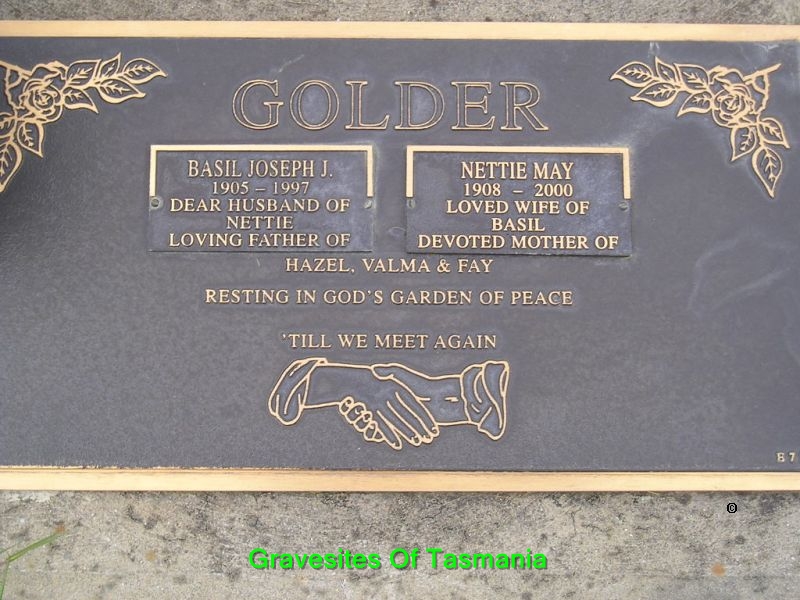 GOLDER
BASIL JOSEPH J.
1905 – 1997
DEAR HUSBAND OF
NETTIE
LOVING FATHER OF
NETTIE MAY
1908 – 2000
LOVED WIFE OF
BASIL
DEVOTED MOTHER OF
HAZEL, VALMA & FAY
RESTING IN GOD'S GARDEN OF PEACE
'TILL WE MEET AGAIN
B 7
©
Gravesites Of Tasmania